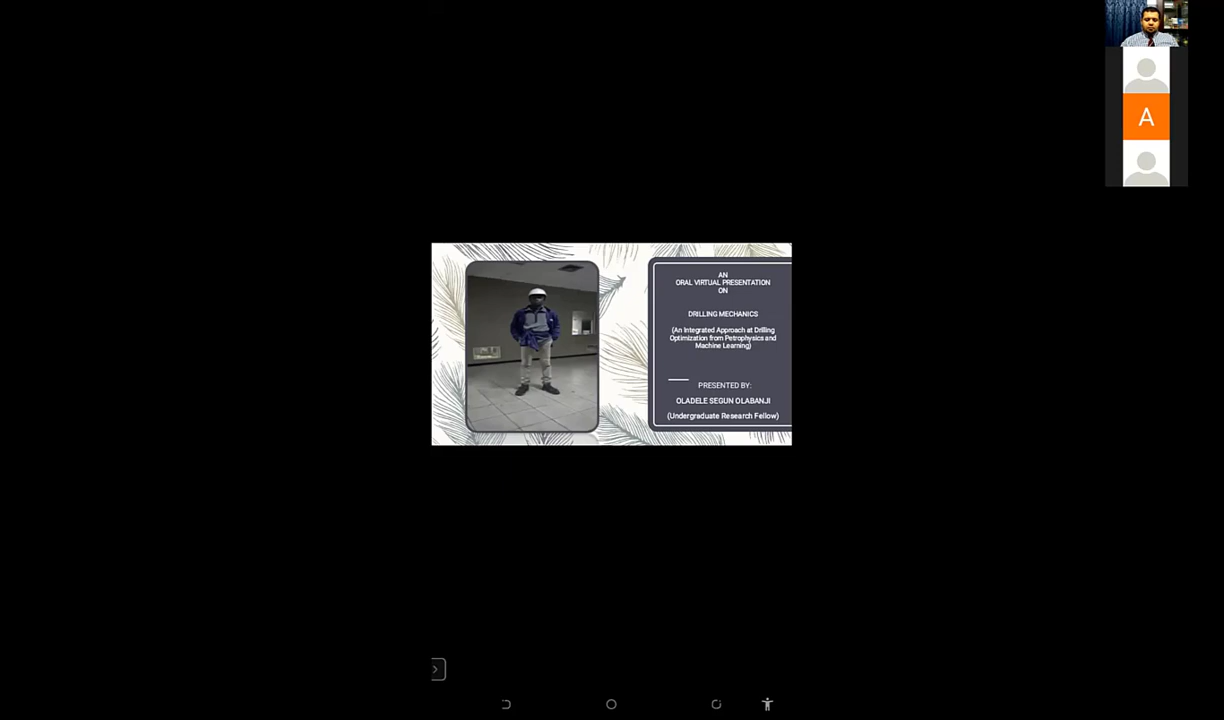 A
AN
ORAL VIRTUAL PRESENTATION
ON
DRILLING MECHANICS
(An Integrated Approach at Drilling
Optimization from Petrophysics and
Machine Learning)
PRESENTED BY:
OLADELE SEGUN OLABANJI
(Undergraduate Research Fellow)